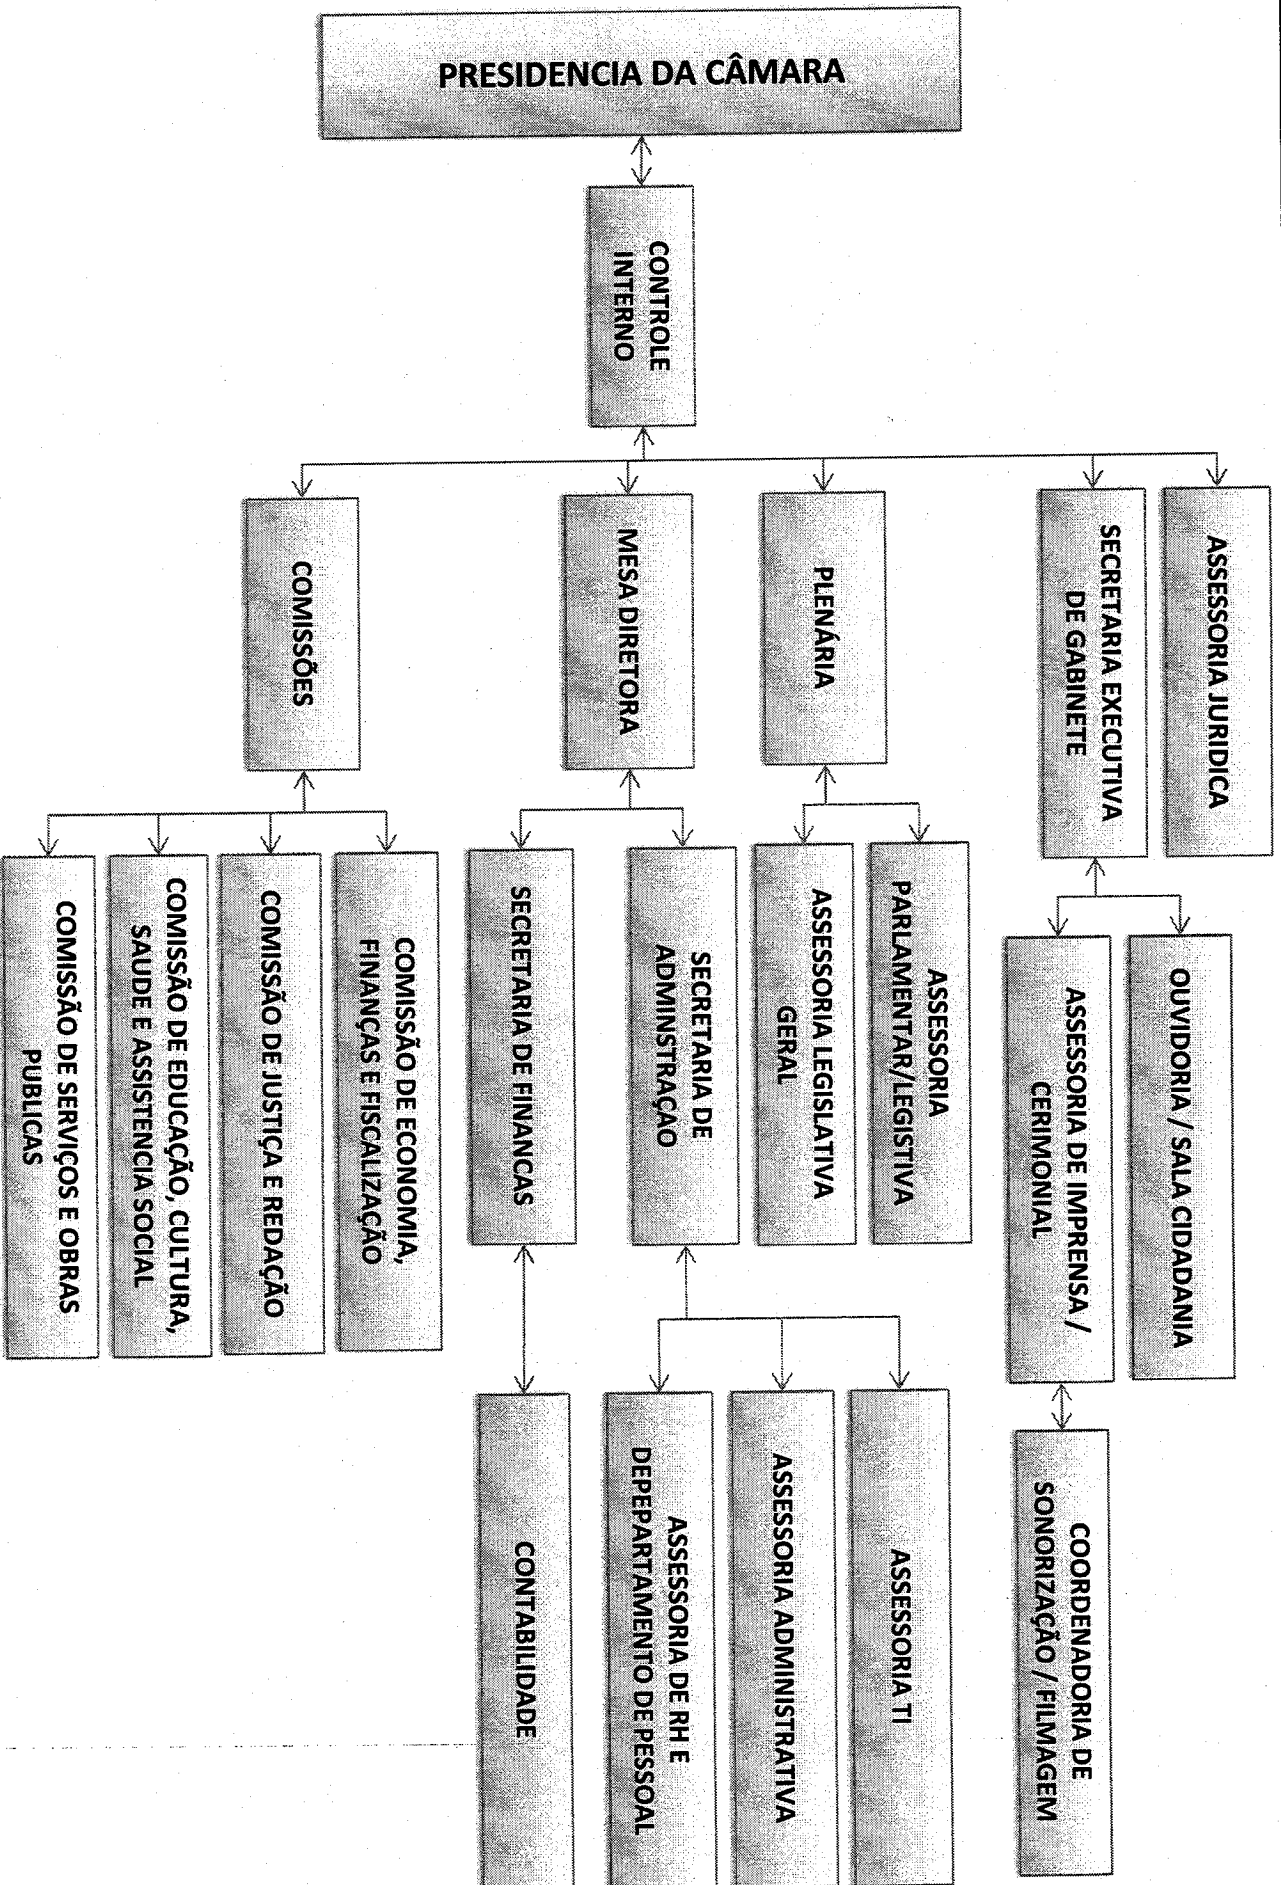 PRESIDENCIA DA CÂMARA
CONTROLE
INTERNO
ASSESSORIA JURIDICA
SECRETARIA EXECUTIVA
DE GABINETE
OUVIDORIA / SALA CIDADANIA
ASSESSORIA DE IMPRENSA /
CERIMONIAL
COORDENADORIA DE
SONORIZAÇÃO / FILMAGEM
PLENÁRIA
ASSESSORIA
PARLAMENTAR/LEGISTIVA
ASSESSORIA LEGISLATIVA
GERAL
MESA DIRETORA
SECRETARIA DE
ADMINSTRAÇAO
ASSESSORIA TI
ASSESSORIA ADMINISTRATIVA
ASSESSORIA DE RH E
DEPEPARTAMENTO DE PESSOAL
SECRETARIA DE FINANCAS
CONTABILIDADE
COMISSÕES
COMISSÃO DE ECONOMIA,
FINANÇAS E FISCALIZAÇÃO
COMISSÃO DE JUSTIÇA E REDAÇÃO
COMISSÃO DE EDUCAÇÃO, CULTURA,
SAUDE E ASSISTENCIA SOCIAL
COMISSÃO DE SERVIÇOS E OBRAS
PUBLICAS